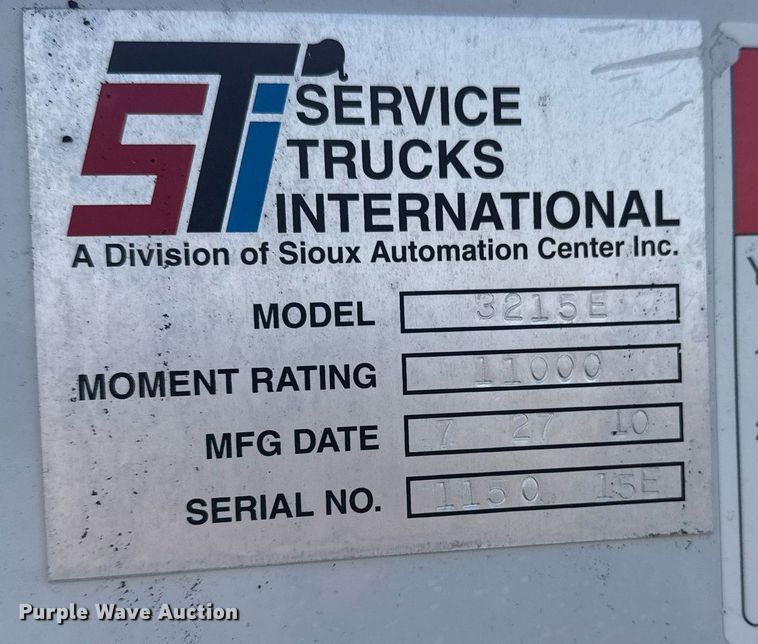 STi SERVICE
TRUCKS
INTERNATIONAL
A Division of Sioux Automation Center Inc.
MODEL 3215E
MOMENT RATING 11000
MFG DATE 7 27 10
SERIAL NO. 1150 15E
Purple Wave Auction